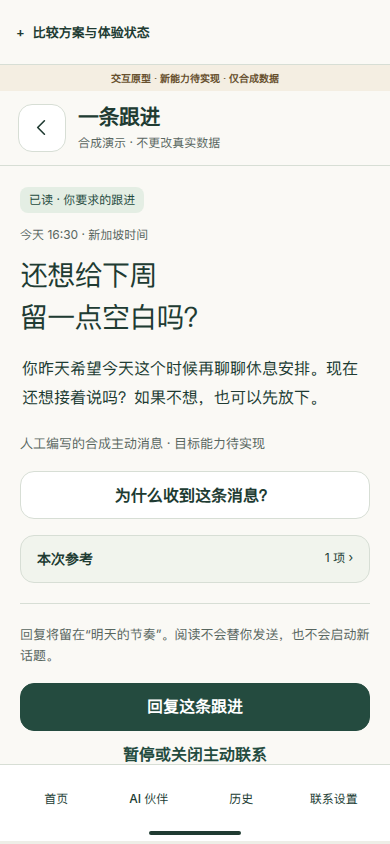 + 比较方案与体验状态
交互原型 · 新能力待实现 · 仅合成数据
一条跟进
合成演示 · 不更改真实数据
已读 · 你要求的跟进
今天 16:30 · 新加坡时间
还想给下周
留一点空白吗？
你昨天希望今天这个时候再聊聊休息安排。现在
还想接着说吗？如果不想，也可以先放下。
人工编写的合成主动消息 · 目标能力待实现
为什么收到这条消息？
本次参考 1 项 ›
回复将留在“明天的节奏”。阅读不会替你发送，也不会启动新
话题。
回复这条跟进
暂停或关闭主动联系
首页 AI 伙伴 历史 联系设置